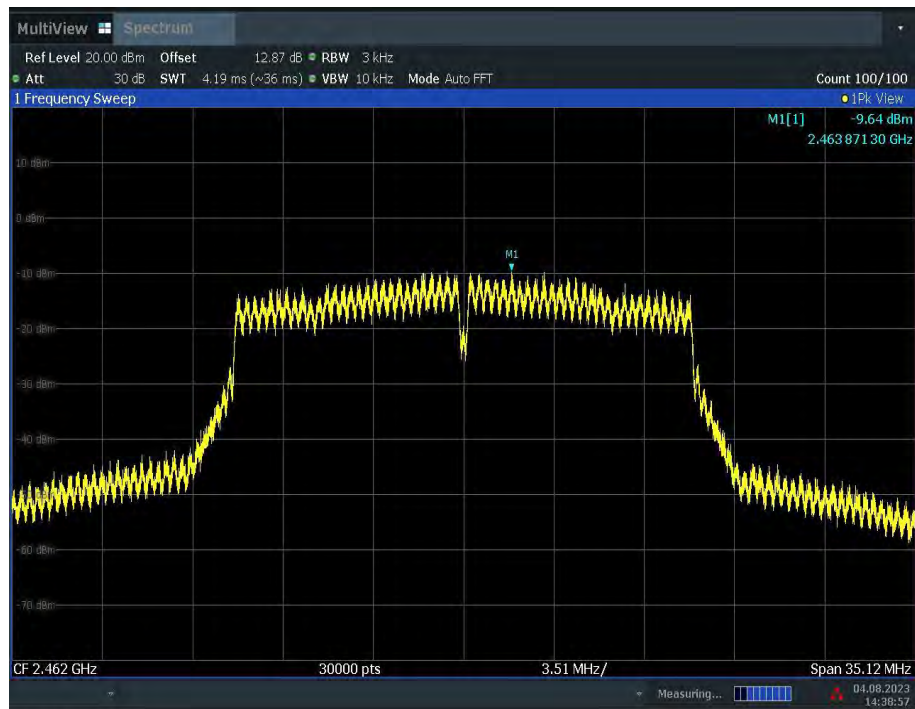 MultiView Spectrum
Ref Level 20.00 dBm Offset 12.87 dB RBW 3 kHz
Att 30 dB SWT 4.19 ms (~36 ms) VBW 10 kHz Mode Auto FFT Count 100/100
1 Frequency Sweep 1Pk View
M1[1] -9.64 dBm
2.463 871 30 GHz
10 dBm
0 dBm
M1
-10 dBm
-20 dBm
-30 dBm
-40 dBm
-60 dBm
-70 dBm
CF 2.462 GHz 30000 pts 3.51 MHz/ Span 35.12 MHz
Measuring... 04.08.2023
14:38:57